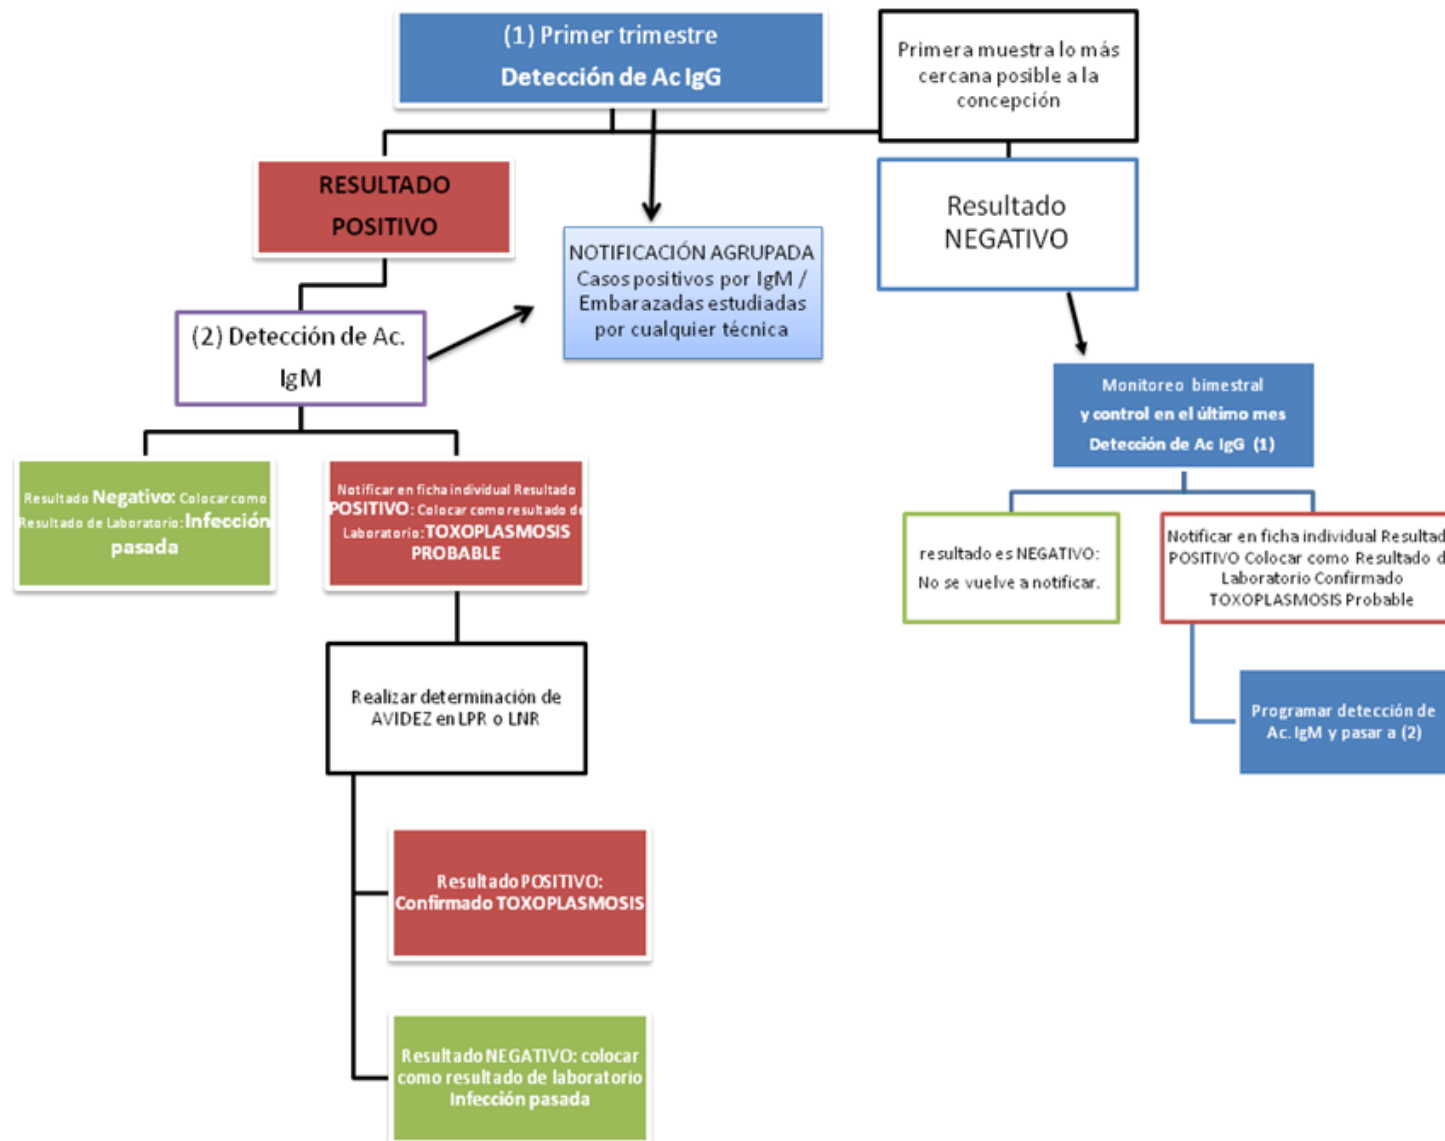 (1) Primer trimestre
Detección de Ac IgG
Primera muestra lo más
cercana posible a la
concepción
RESULTADO
POSITIVO
Resultado
NEGATIVO
NOTIFICACIÓN AGRUPADA
Casos positivos por IgM /
Embarazadas estudiadas
por cualquier técnica
(2) Detección de Ac.
IgM
Monitoreo bimestral
y control en el último mes
Detección de Ac IgG (1)
Resultado Negativo: Colocar como
Resultado de Laboratorio: Infección
pasada
Notificar en ficha individual Resultado
POSITIVO: Colocar como resultado de
Laboratorio: TOXOPLASMOSIS
PROBABLE
resultado es NEGATIVO:
No se vuelve a notificar.
Notificar en ficha individual Resultad
POSITIVO Colocar como Resultado d
Laboratorio Confirmado
TOXOPLASMOSIS Probable
Realizar determinación de
AVIDEZ en LPR o LNR
Programar detección de
Ac. IgM y pasar a (2)
Resultado POSITIVO:
Confirmado TOXOPLASMOSIS
Resultado NEGATIVO: colocar
como resultado de laboratorio
Infección pasada